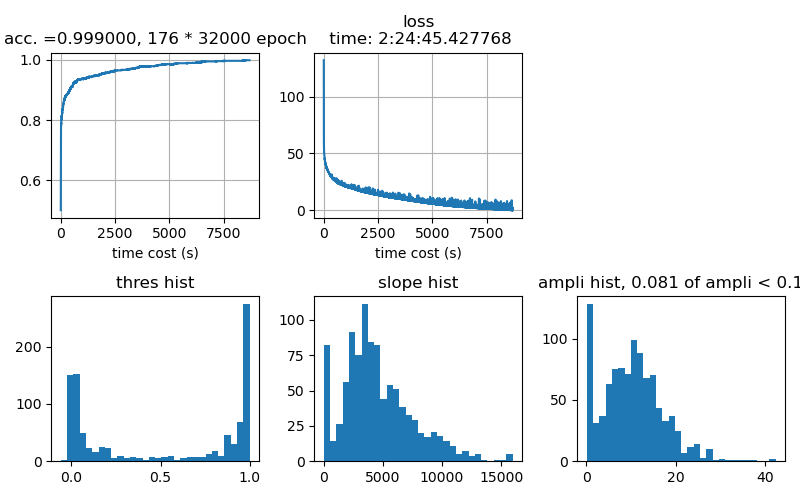 acc. =0.999000, 176 * 32000 epoch
loss
time: 2:24:45.427768
1.0
0.8
0.6
0 2500 5000 7500
time cost (s)
100
50
0
0 2500 5000 7500
time cost (s)
thres hist
slope hist
ampli hist, 0.081 of ampli < 0.1
200
100
0
0.0 0.5 1.0
100
75
50
25
0
0 5000 10000 15000
125
100
75
50
25
0
0 20 40